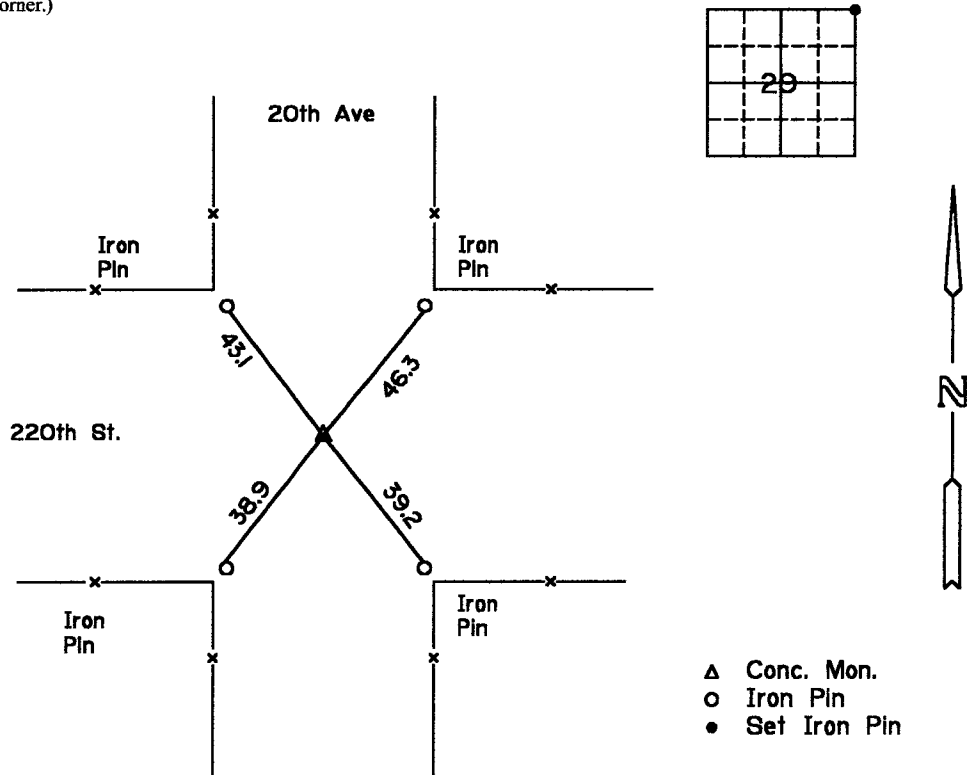 orner.)
29
20th Ave
Iron
Pin
Iron
Pin
43.1
46.3
220th St.
38.9
39.2
Iron
Pin
Iron
Pin
N
Conc. Mon.
Iron Pin
Set Iron Pin